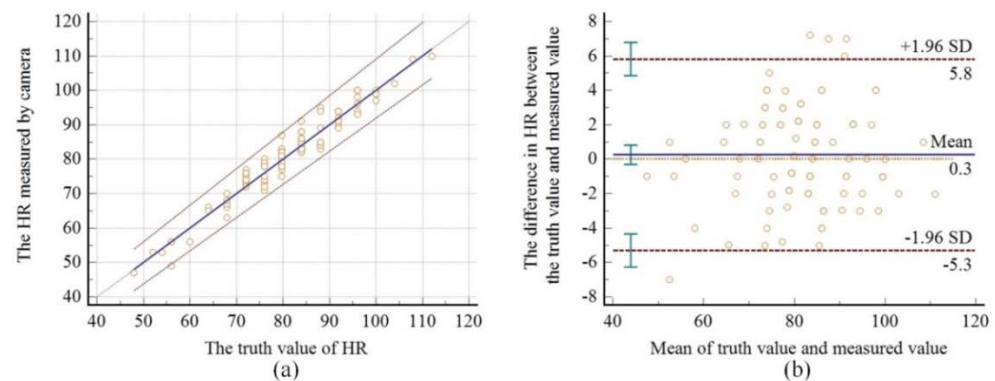 The HR measured by camera
120
110
100
90
80
70
60
50
40
40 50 60 70 80 90 100 110 120
The truth value of HR
(a)
The difference in HR between
the truth value and measured value
8
6
4
2
0
-2
-4
-6
-8
+1.96 SD
5.8
Mean
0.3
-1.96 SD
-5.3
40 60 80 100 120
Mean of truth value and measured value
(b)